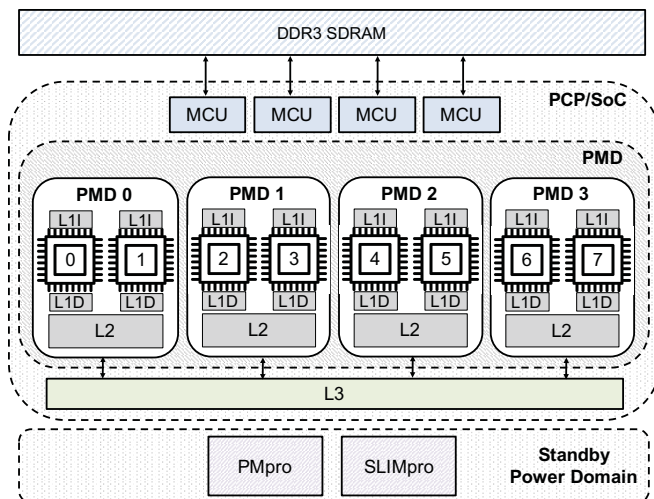 DDR3 SDRAM
PCP/SoC
MCU MCU MCU MCU
PMD
PMD 0 PMD 1 PMD 2 PMD 3
L1I L1I L1I L1I L1I L1I L1I L1I
0 1 2 3 4 5 6 7
L1D L1D L1D L1D L1D L1D L1D L1D
L2 L2 L2 L2
L3
PMpro SLIMpro
Standby
Power Domain